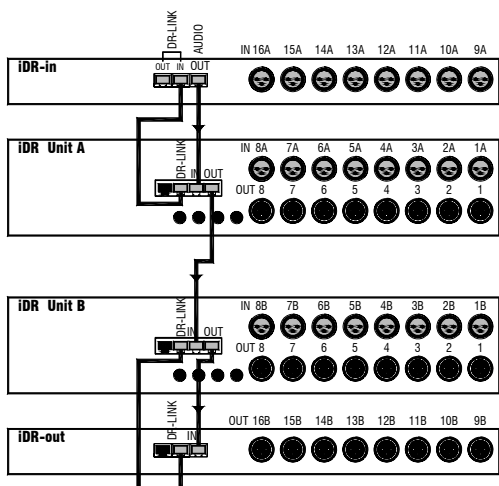 DR-LINK
AUDIO
OUT IN OUT
IN 16A 15A 14A 13A 12A 11A 10A 9A
iDR-in
iDR Unit A
DR-LINK
IN OUT
IN 8A 7A 6A 5A 4A 3A 2A 1A
OUT 8 7 6 5 4 3 2 1
iDR Unit B
DR-LINK
IN OUT
IN 8B 7B 6B 5B 4B 3B 2B 1B
OUT 8 7 6 5 4 3 2 1
iDR-out
DR-LINK
IN
OUT 16B 15B 14B 13B 12B 11B 10B 9B